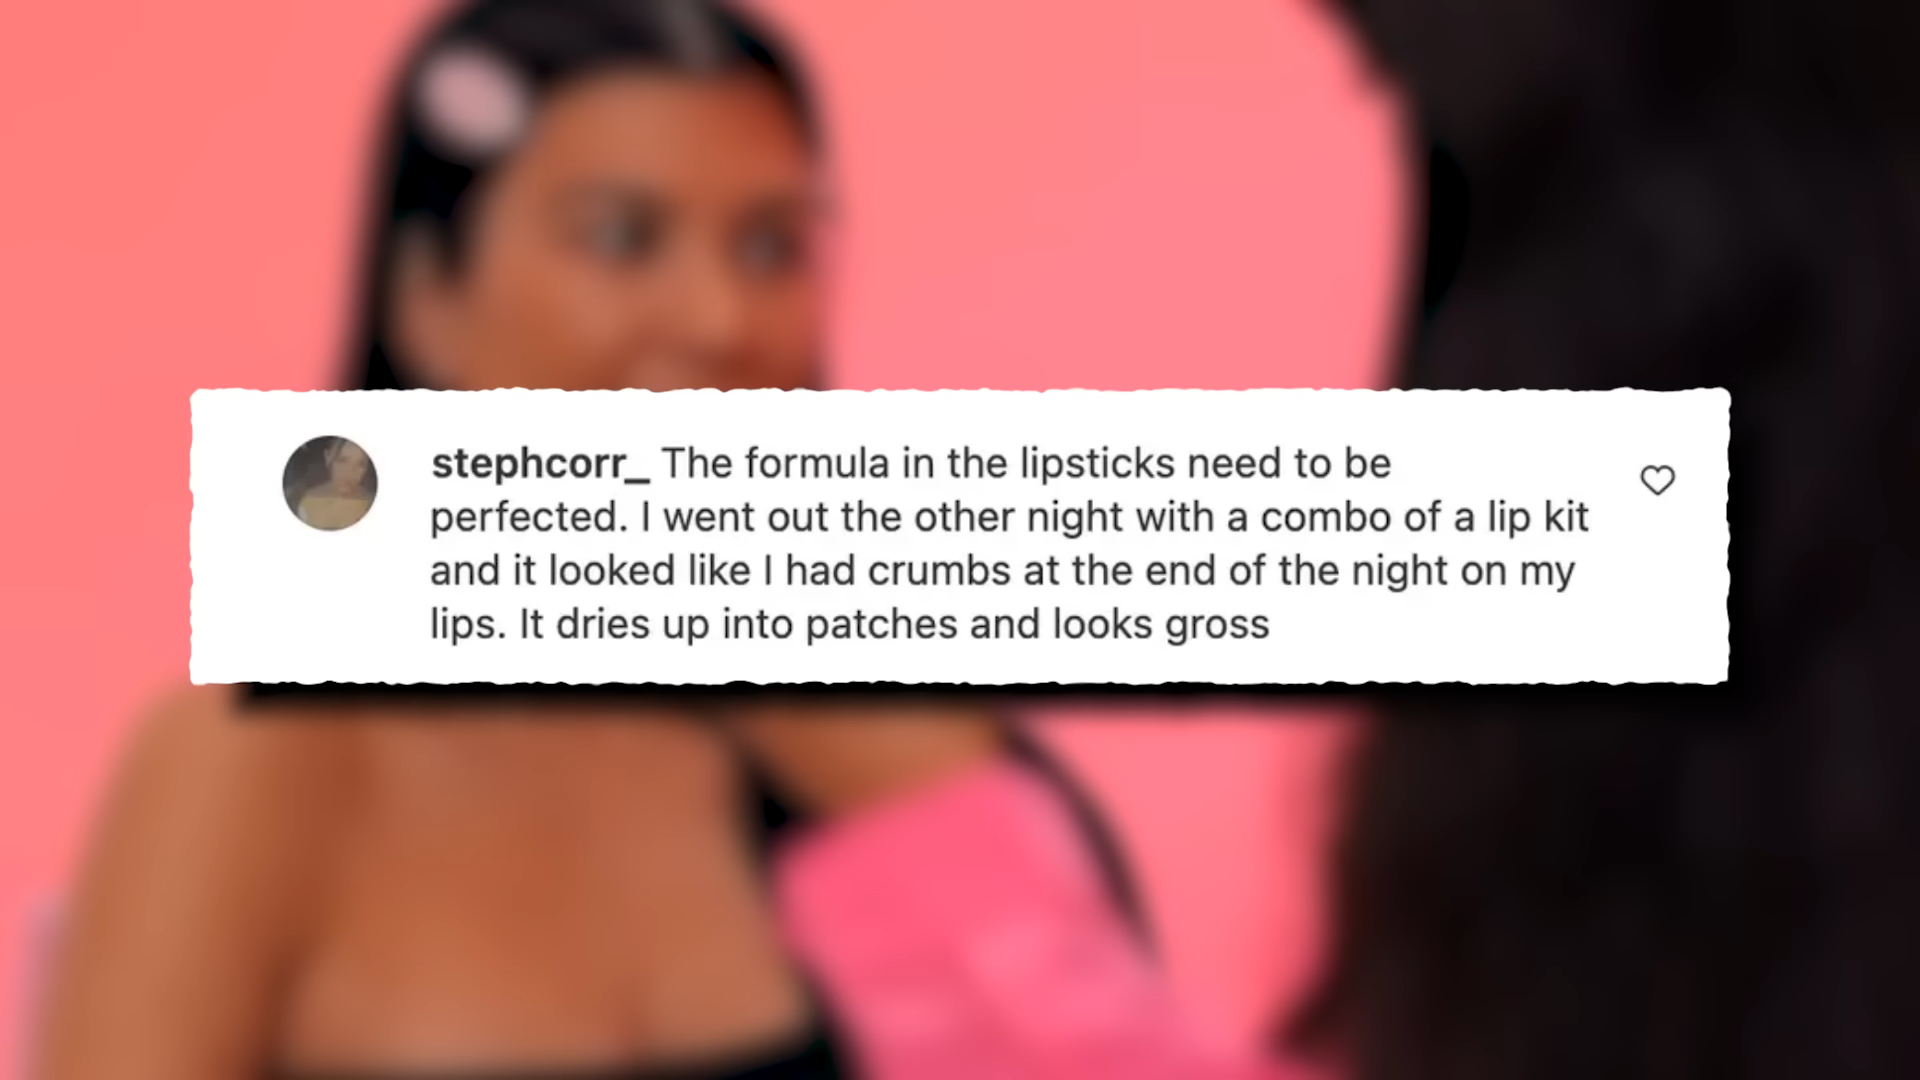 stephcorr_ The formula in the lipsticks need to be
perfected. I went out the other night with a combo of a lip kit
and it looked like I had crumbs at the end of the night on my
lips. It dries up into patches and looks gross